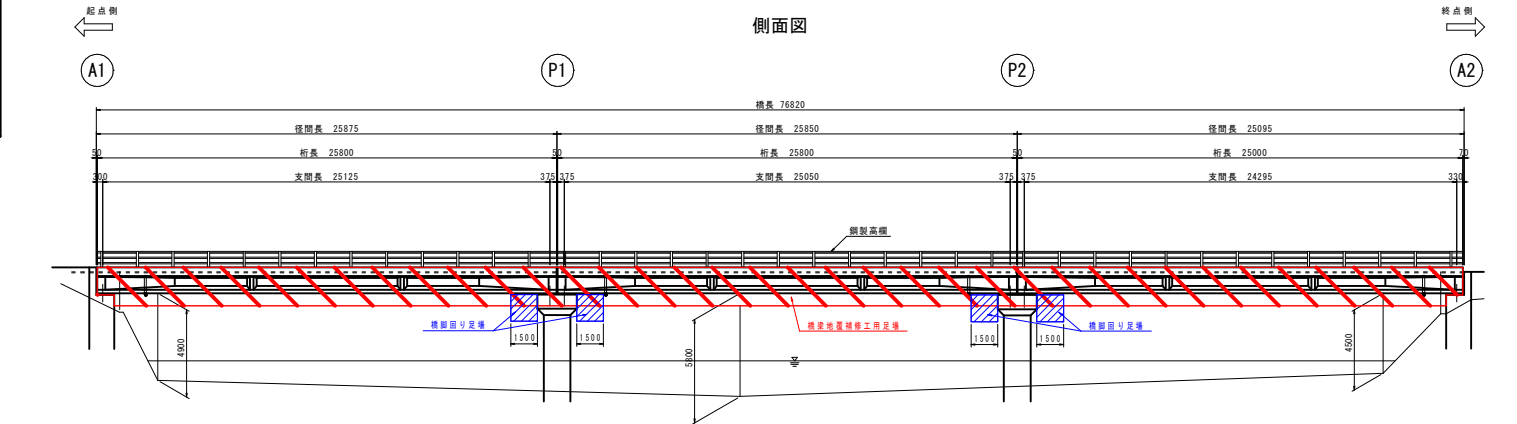 起点側
側面図
終点側
A1
P1
P2
A2
橋長 76820
径間長 25875
径間長 25850
径間長 25095
50
桁長 25800
50
桁長 25800
50
桁長 25000
70
300
支間長 25125
375
375
支間長 25050
375
375
支間長 24295
330
鋼製高欄
橋脚回り足場
橋梁地覆補修工用足場
橋脚回り足場
1500
1500
1500
1500
4900
5800
4500